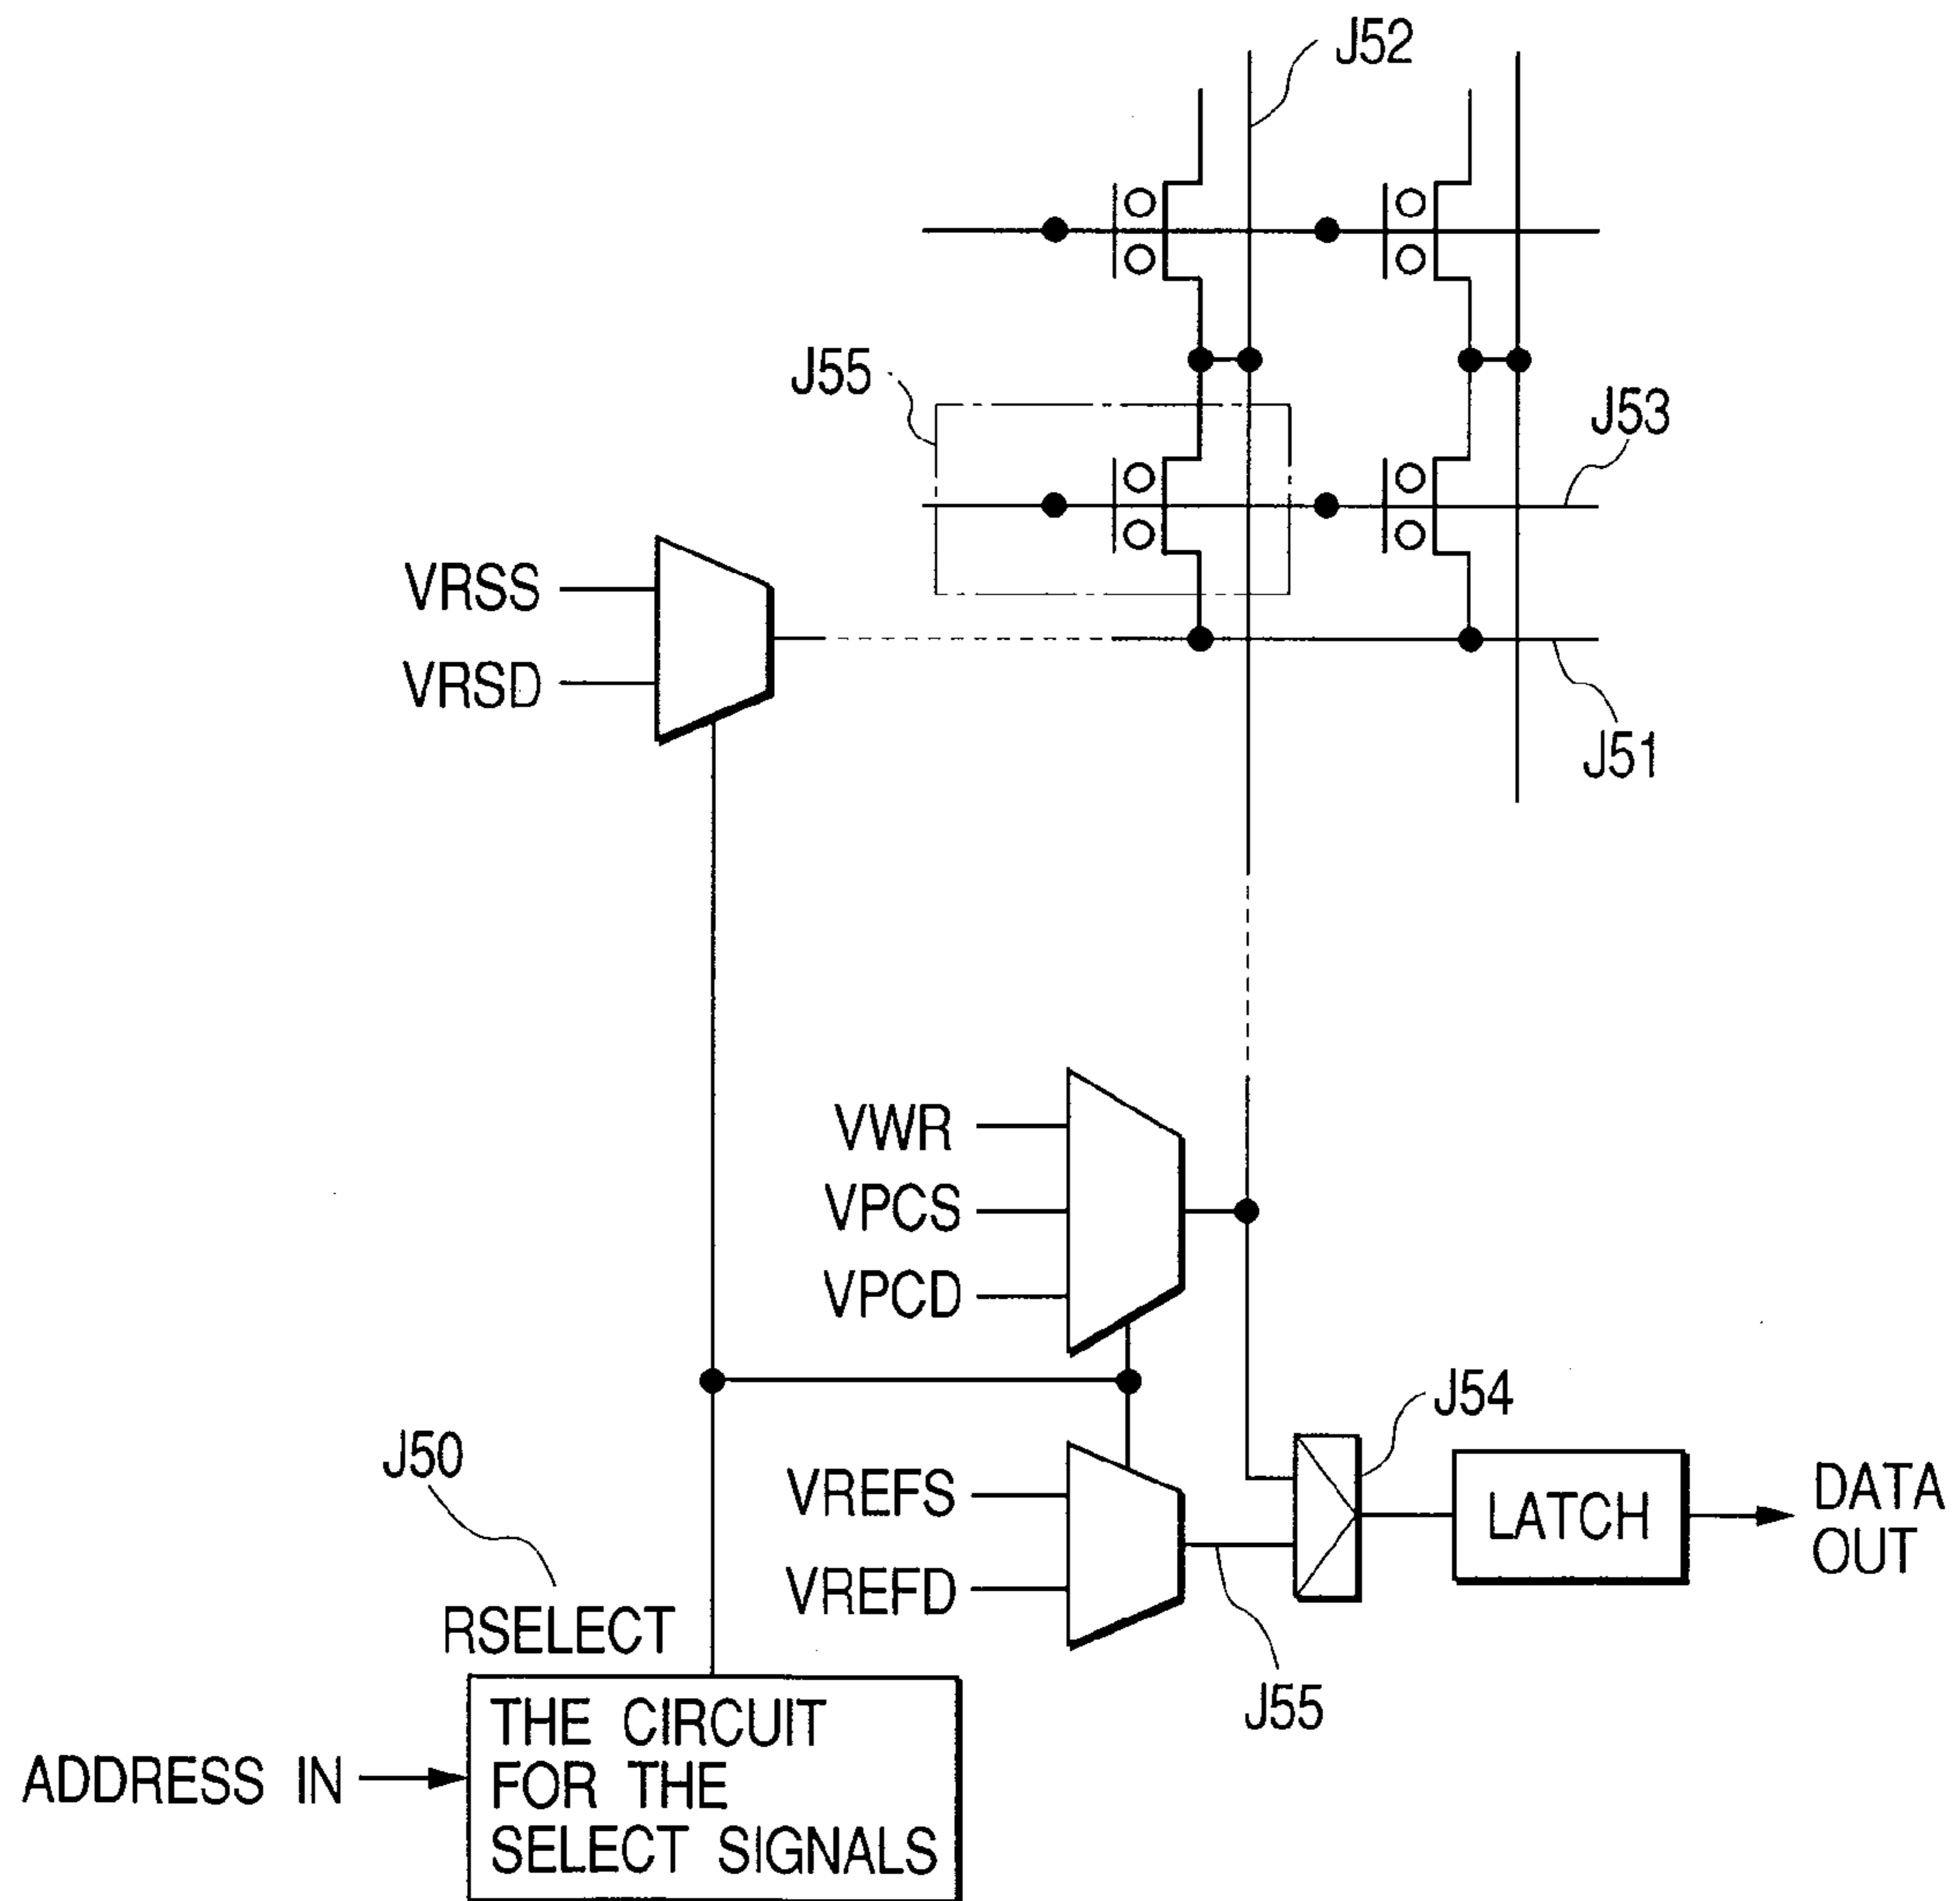 J52
J55
J53
VRSS
VRSD
J51
VWR
VPCS
VPCD
J54
J50
VREFS
LATCH
DATA
OUT
VREFD
RSELECT
J55
THE CIRCUIT
FOR THE
SELECT SIGNALS
ADDRESS IN